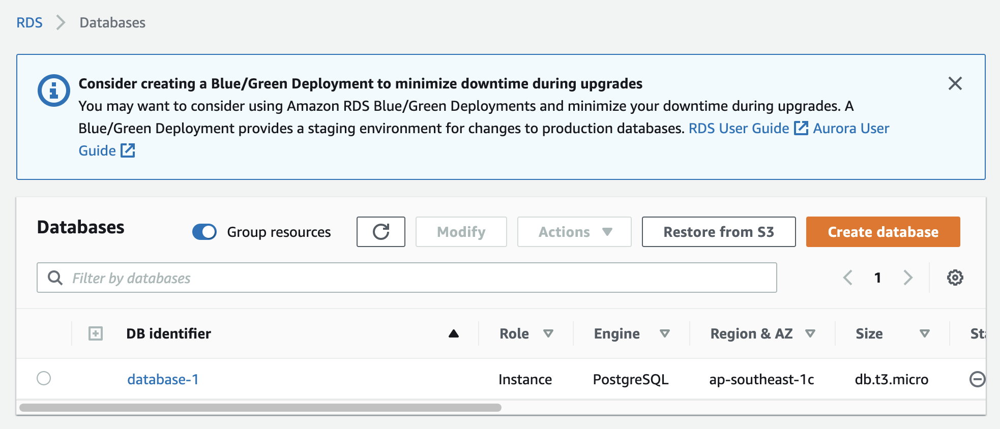 RDS > Databases
Consider creating a Blue/Green Deployment to minimize downtime during upgrades
You may want to consider using Amazon RDS Blue/Green Deployments and minimize your downtime during upgrades. A
Blue/Green Deployment provides a staging environment for changes to production databases. RDS User Guide Aurora User
Guide
Databases Group resources Modify Actions Restore from S3 Create database
Filter by databases 1
DB identifier Role Engine Region & AZ Size
database-1 Instance PostgreSQL ap-southeast-1c db.t3.micro